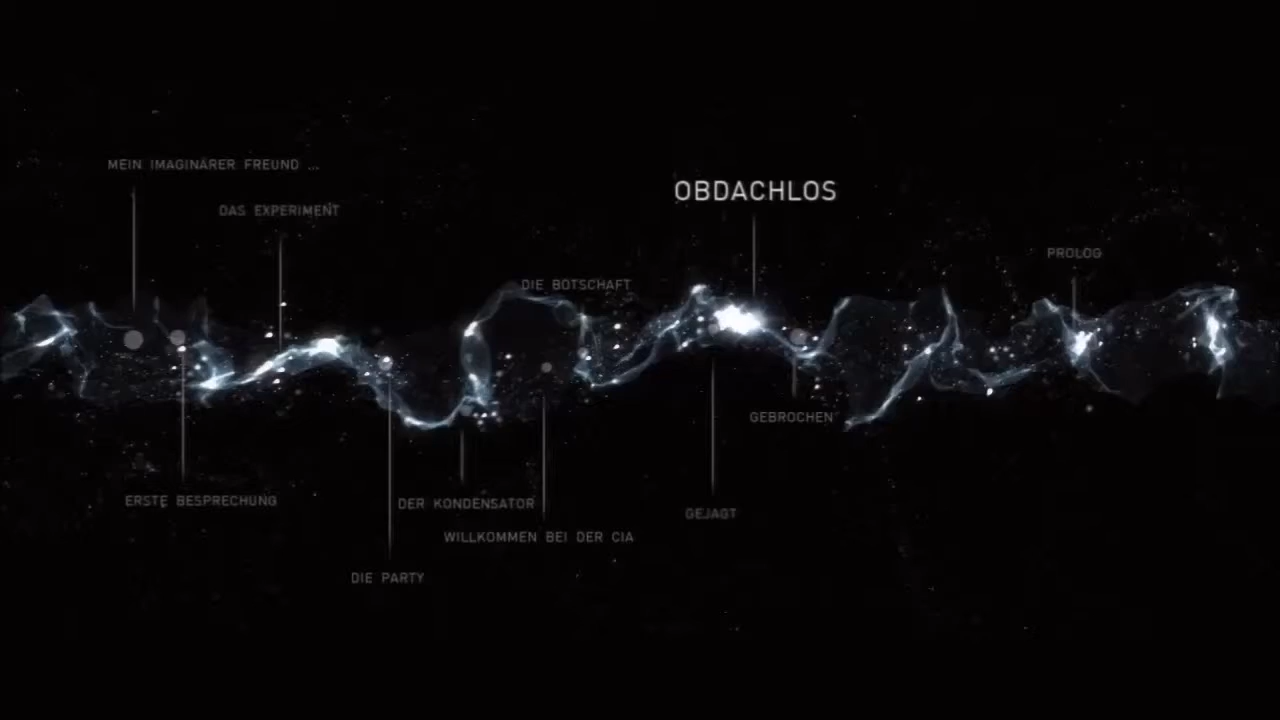 MEIN IMAGINÄRER FREUND ...
OBDACHLOS
DAS EXPERIMENT
PROLOG
DIE BOTSCHAFT
GEBROCHEN
ERSTE BESPRECHUNG
DER KONDENSATOR
GEJAGT
WILLKOMMEN BEI DER CIA
DIE PARTY